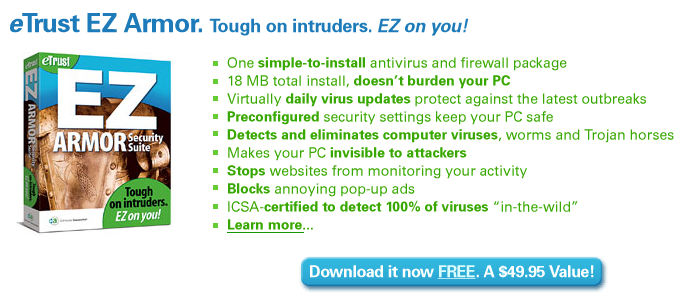 eTrust EZ Armor. Tough on intruders. EZ on you!
One simple-to-install antivirus and firewall package
18 MB total install, doesn't burden your PC
Virtually daily virus updates protect against the latest outbreaks
Preconfigured security settings keep your PC safe
Detects and eliminates computer viruses, worms and Trojan horses
Makes your PC invisible to attackers
Stops websites from monitoring your activity
Blocks annoying pop-up ads
ICSA-certified to detect 100% of viruses “in-the-wild”
Learn more...
eTrust
EZ
ARMOR Security
Suite
Tough
on intruders.
EZ on you!
ca
Download it now FREE. A $49.95 Value!